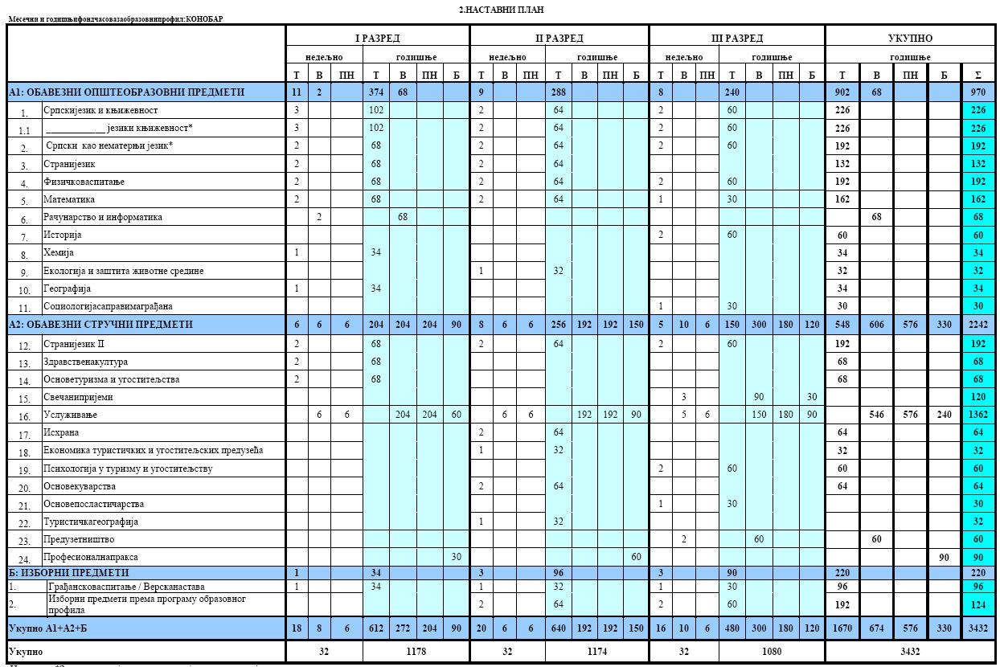 2.НАСТАВНИ ПЛАН
Месечни и годишњифондчасовазаобразовнипрофил:КОНОБАР
I РАЗРЕД II РАЗРЕД III РАЗРЕД УКУПНО
недељно годишње недељно годишње недељно годишње годишње
Т В ПН Т В ПН Б Т В ПН Т В ПН Б Т В ПН Т В ПН Б Т В ПН Б Σ
А1: ОБАВЕЗНИ ОПШТЕОБРАЗОВНИ ПРЕДМЕТИ 11 2 374 68 9 288 8 240 902 68 970
1. Српскијезик и књижевност 3 102 2 64 2 60 226 226
1.1 ____________ језики књижевност* 3 102 2 64 2 60 226 226
2. Српски као нематерњи језик* 2 68 2 64 2 60 192 192
3. Странијезик 2 68 2 64 132 132
4. Физичковаспитање 2 68 2 64 2 60 192 192
5. Математика 2 68 2 64 1 30 162 162
6. Рачунарство и информатика 2 68 68 68
7. Историја 2 60 60 60
8. Хемија 1 34 34 34
9. Екологија и заштита животне средине 1 32 32 32
10. Географија 1 34 34 34
11. Социологијасаправимаграђана 1 30 30 30
А2: ОБАВЕЗНИ СТРУЧНИ ПРЕДМЕТИ 6 6 6 204 204 204 90 8 6 6 256 192 192 150 5 10 6 150 300 180 120 548 606 576 330 2242
12. Странијезик II 2 68 2 64 2 60 192 192
13. Здравственакултура 2 68 68 68
14. Основетуризма и угоститељства 2 68 68 68
15. Свечанипријеми 3 90 30 120
16. Услуживање 6 6 204 204 60 6 6 192 192 90 5 6 150 180 90 546 576 240 1362
17. Исхрана 2 64 64 64
18. Економика туристичких и угоститељских предузећа 1 32 32 32
19. Психологија у туризму и угоститељству 2 60 60 60
20. Основекуварства 2 64 64 64
21. Основепосластичарства 1 30 30
22. Туристичкагеографија 1 32 32
23. Предузетништво 2 60 60 60
24. Професионалнапракса 30 60 90 90
Б: ИЗБОРНИ ПРЕДМЕТИ 1 34 3 96 3 90 220 220
1. Грађансковаспитање / Версканастава 1 34 1 32 1 30 96 96
2. Изборни предмети према програму образовног
профила 2 64 2 60 192 124
Укупно А1+А2+Б 18 8 6 612 272 204 90 20 6 6 640 192 192 150 16 10 6 480 300 180 120 1670 674 576 330 3432
Укупно 32 1178 32 1174 32 1080 3432